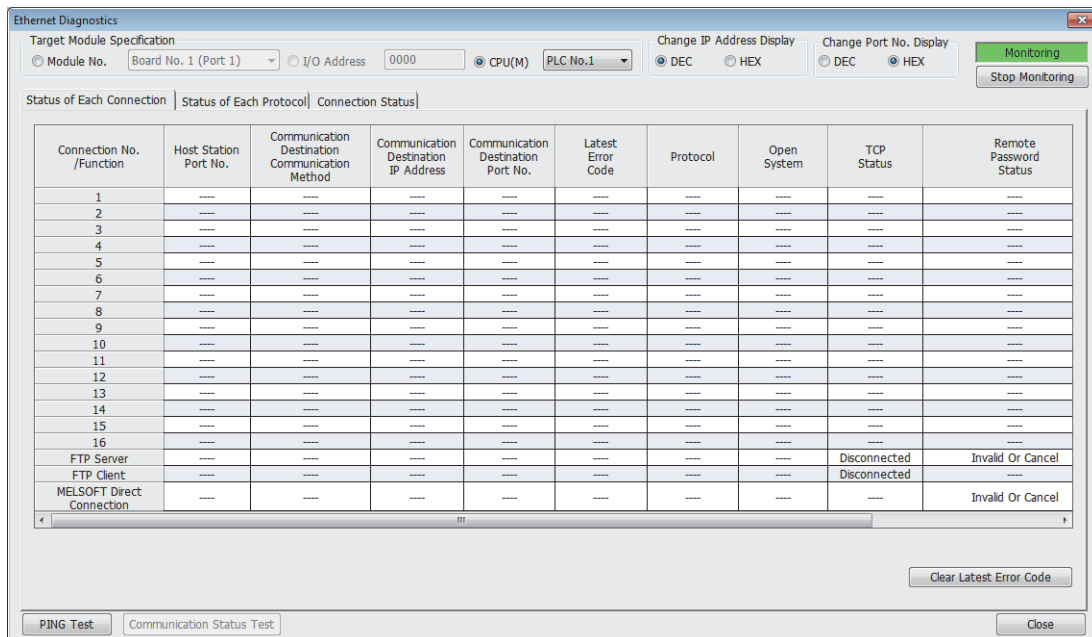 Ethernet Diagnostics
Target Module Specification
Module No. Board No. 1 (Port 1) I/O Address 0000 CPU(M) PLC No.1
Change IP Address Display
DEC HEX
Change Port No. Display
DEC HEX
Monitoring
Stop Monitoring
Status of Each Connection Status of Each Protocol Connection Status
Connection No. /Function Host Station Port No. Communication Destination Communication Method Communication Destination IP Address Communication Destination Port No. Latest Error Code Protocol Open System TCP Status Remote Password Status
1 ---- ---- ---- ---- ---- ---- ---- ---- ----
2 ---- ---- ---- ---- ---- ---- ---- ---- ----
3 ---- ---- ---- ---- ---- ---- ---- ---- ----
4 ---- ---- ---- ---- ---- ---- ---- ---- ----
5 ---- ---- ---- ---- ---- ---- ---- ---- ----
6 ---- ---- ---- ---- ---- ---- ---- ---- ----
7 ---- ---- ---- ---- ---- ---- ---- ---- ----
8 ---- ---- ---- ---- ---- ---- ---- ---- ----
9 ---- ---- ---- ---- ---- ---- ---- ---- ----
10 ---- ---- ---- ---- ---- ---- ---- ---- ----
11 ---- ---- ---- ---- ---- ---- ---- ---- ----
12 ---- ---- ---- ---- ---- ---- ---- ---- ----
13 ---- ---- ---- ---- ---- ---- ---- ---- ----
14 ---- ---- ---- ---- ---- ---- ---- ---- ----
15 ---- ---- ---- ---- ---- ---- ---- ---- ----
16 ---- ---- ---- ---- ---- ---- ---- ---- ----
FTP Server ---- ---- ---- ---- ---- ---- ---- Disconnected Invalid Or Cancel
FTP Client ---- ---- ---- ---- ---- ---- ---- Disconnected ----
MELSOFT Direct Connection ---- ---- ---- ---- ---- ---- ---- ---- Invalid Or Cancel
Clear Latest Error Code
PING Test Communication Status Test Close